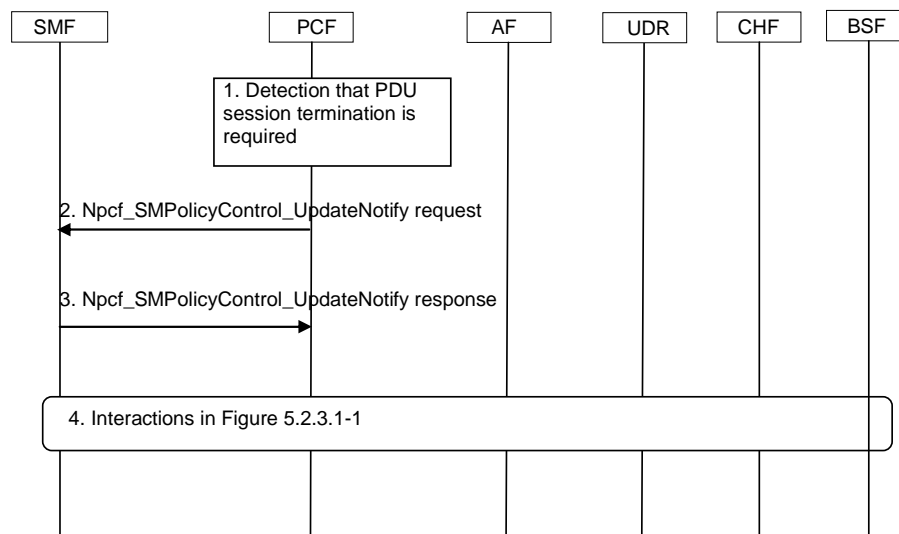 SMF PCF AF UDR CHF BSF
1. Detection that PDU
session termination is
required
2. Npcf_SMPolicyControl_UpdateNotify request
3. Npcf_SMPolicyControl_UpdateNotify response
4. Interactions in Figure 5.2.3.1-1